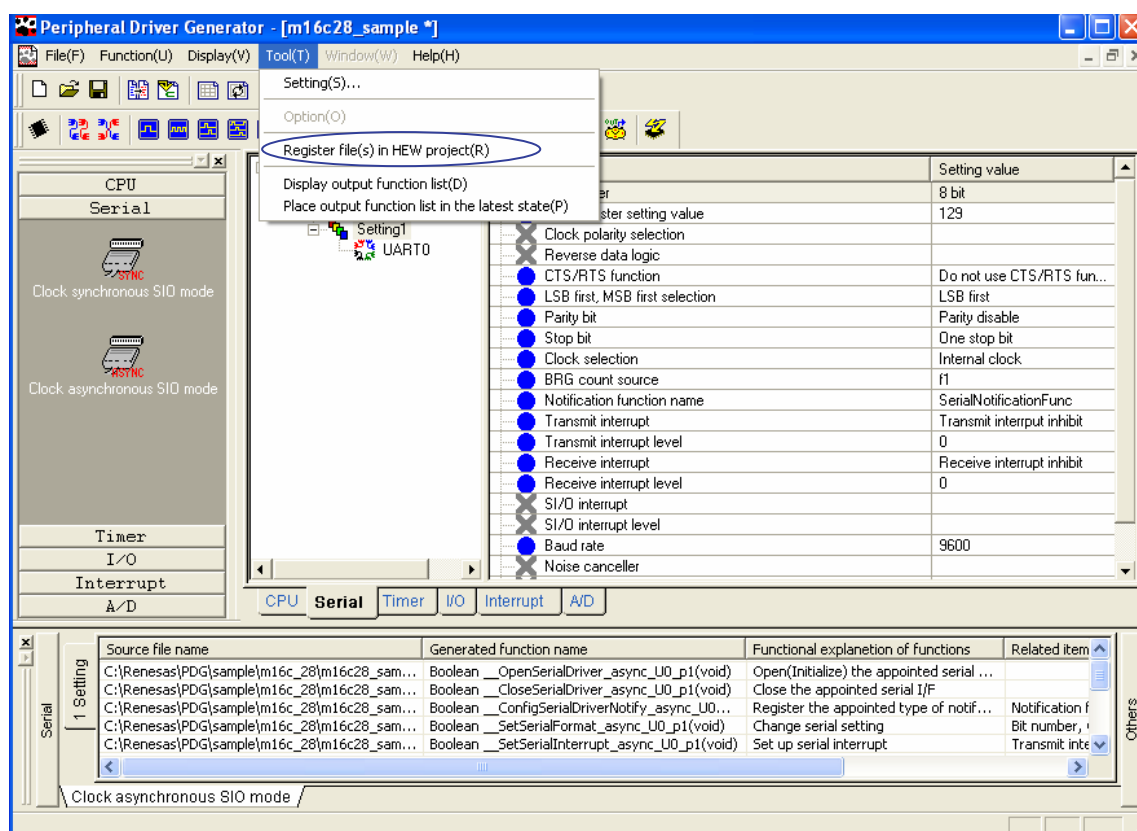 Peripheral Driver Generator - [m16c28_sample *]
File(F) Function(U) Display(V) Tool(T) Window(W) Help(H)
Setting(S)...
Option(O)
Register file(s) in HEW project(R)
Display output function list(D)
Place output function list in the latest state(P)
CPU
Serial
SYNC
Clock synchronous SIO mode
ASYNC
Clock asynchronous SIO mode
Timer
I/O
Interrupt
A/D
Setting1
UART0
Setting value
er 8 bit
ster setting value 129
Clock polarity selection
Reverse data logic
CTS/RTS function Do not use CTS/RTS fun...
LSB first, MSB first selection LSB first
Parity bit Parity disable
Stop bit One stop bit
Clock selection Internal clock
BRG count source f1
Notification function name SerialNotificationFunc
Transmit interrupt Transmit interrput inhibit
Transmit interrupt level 0
Receive interrupt Receive interrupt inhibit
Receive interrupt level 0
SI/O interrupt
SI/O interrupt level
Baud rate 9600
Noise canceller
CPU Serial Timer I/O Interrupt A/D
Serial
1 Setting
Source file name Generated function name Functional explanetion of functions Related item
C:\Renesas\PDG\sample\m16c_28\m16c28_sam... Boolean __OpenSerialDriver_async_U0_p1(void) Open(Initialize) the appointed serial ...
C:\Renesas\PDG\sample\m16c_28\m16c28_sam... Boolean __CloseSerialDriver_async_U0_p1(void) Close the appointed serial I/F
C:\Renesas\PDG\sample\m16c_28\m16c28_sam... Boolean __ConfigSerialDriverNotify_async_U0... Register the appointed type of notif... Notification f
C:\Renesas\PDG\sample\m16c_28\m16c28_sam... Boolean __SetSerialFormat_async_U0_p1(void) Change serial setting Bit number,
C:\Renesas\PDG\sample\m16c_28\m16c28_sam... Boolean __SetSerialInterrupt_async_U0_p1(void) Set up serial interrupt Transmit inte
Others
Clock asynchronous SIO mode